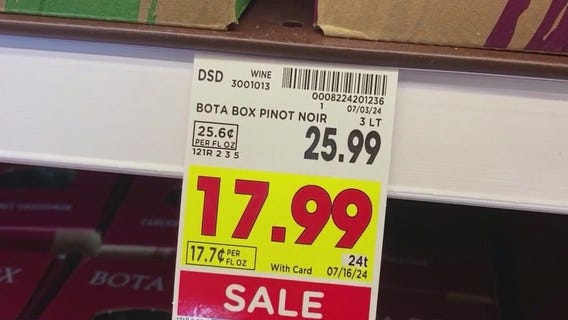 DSD WINE
3001013
0008224201236
1 07/03/24
BOTA BOX PINOT NOIR 3 LT
25.6¢
PER FL OZ
25.99
121R 2 3 5
17.99
17.7¢ PER FL OZ
24t
With Card 07/16/24
SALE
BOX
BOTA